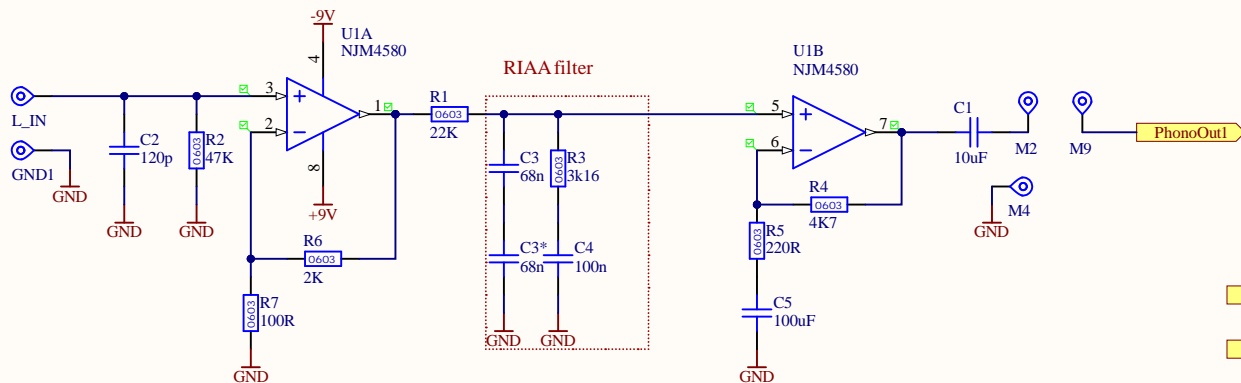 -9V
U1A
NJM4580
4
8
+9V
3
2
1
L_IN
GND1
GND
C2
120p
GND
0603
R2
47K
GND
R6
0603
2K
0603
R7
100R
GND
R1
0603
22K
RIAA filter
C3
68n
0603
R3
3k16
C3*
68n
C4
100n
GND
GND
U1B
NJM4580
5
6
7
R4
0603
4K7
0603
R5
220R
C5
100uF
GND
C1
10uF
M2
M9
PhonoOut1
M4
GND